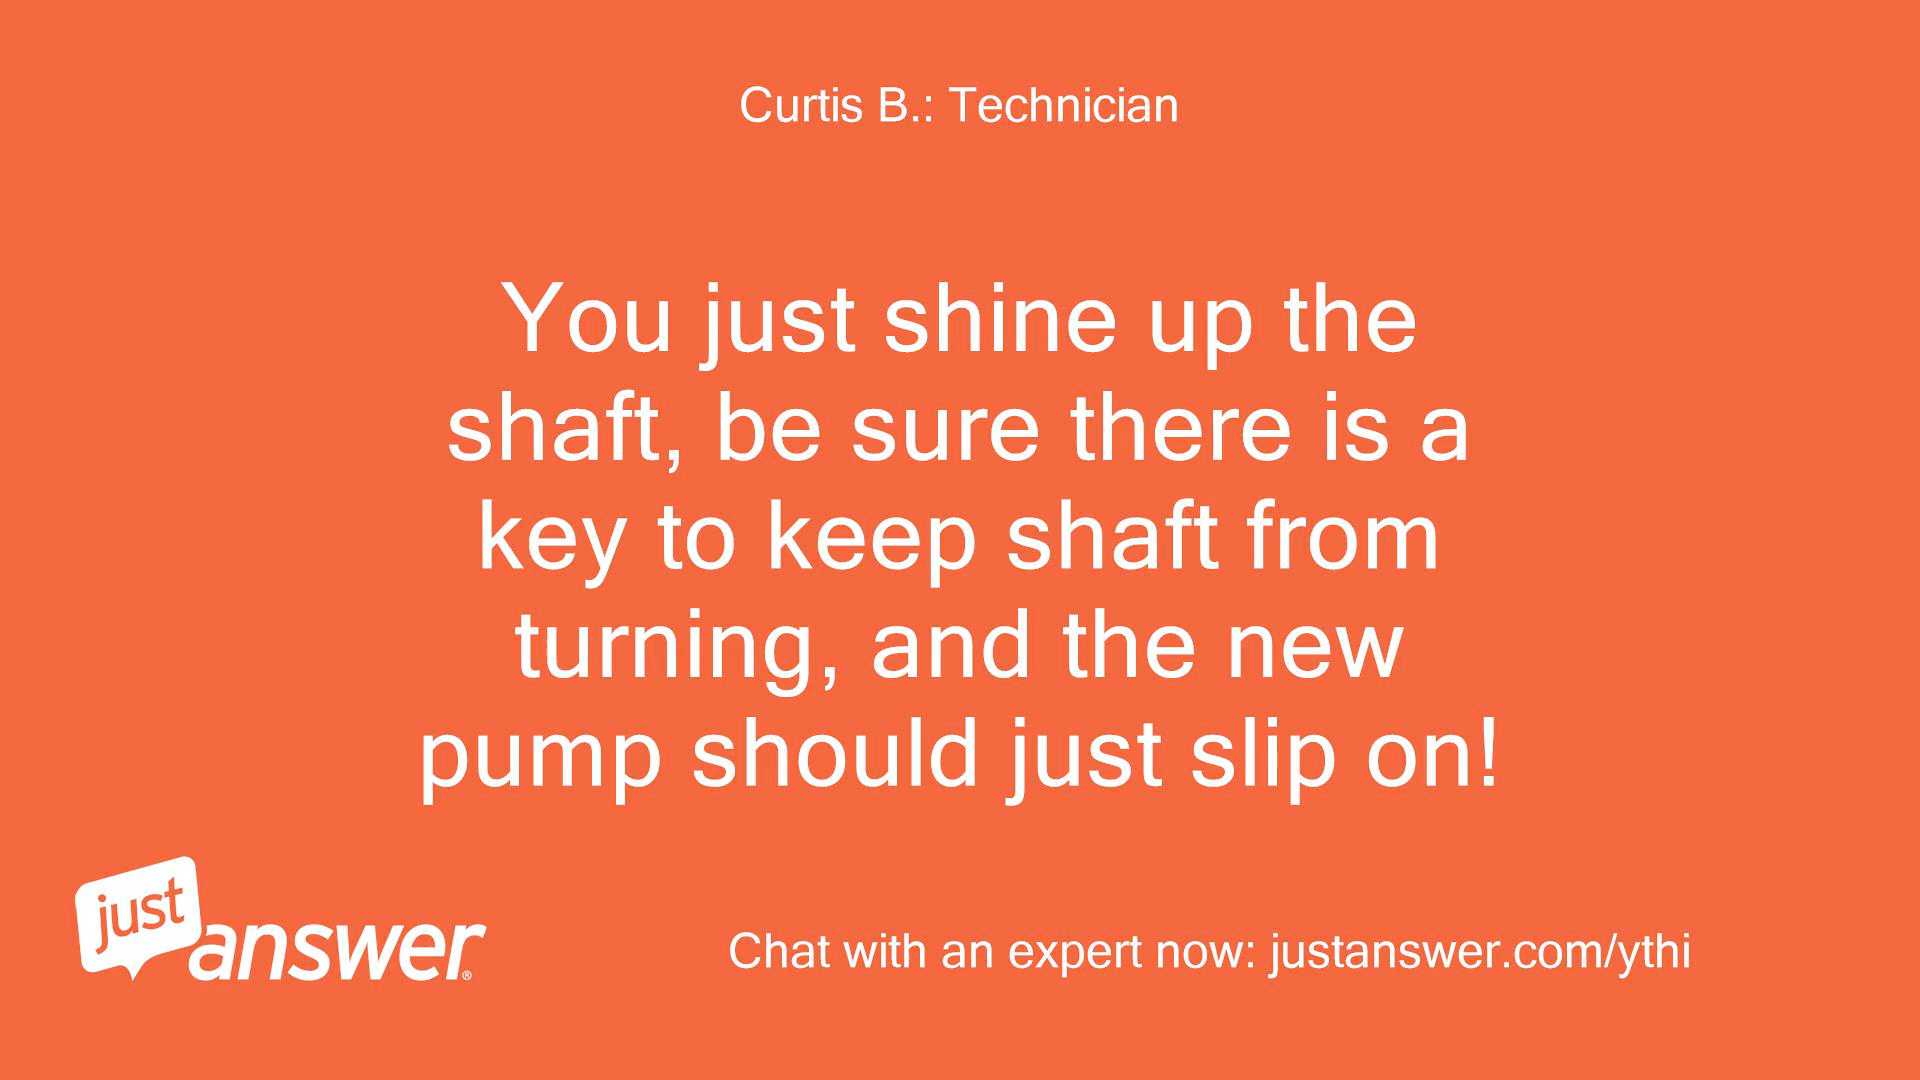 Curtis B.: Technician
You just shine up the
shaft, be sure there is a
key to keep shaft from
turning, and the new
pump should just slip on!
just
answer®
Chat with an expert now: justanswer.com/ythi